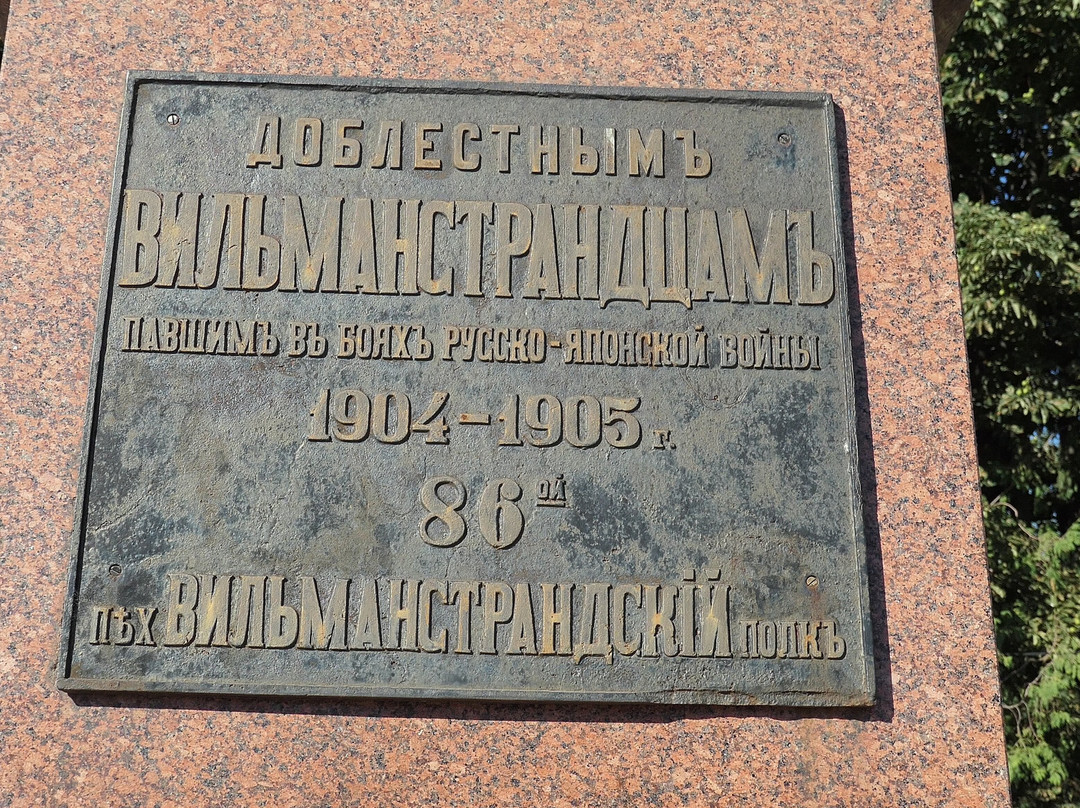 ДОБЛЕСТНЫМЪ
ВИЛЬМАНСТРАНДЦАМЪ
ПАВШИМЪ ВЪ БОЯХЪ РУССКО-ЯПОНСКОЙ ВОЙНЫ
1904-1905 г.
86ой
ПѢХ ВИЛЬМАНСТРАНДСКІЙ ПОЛКЪ